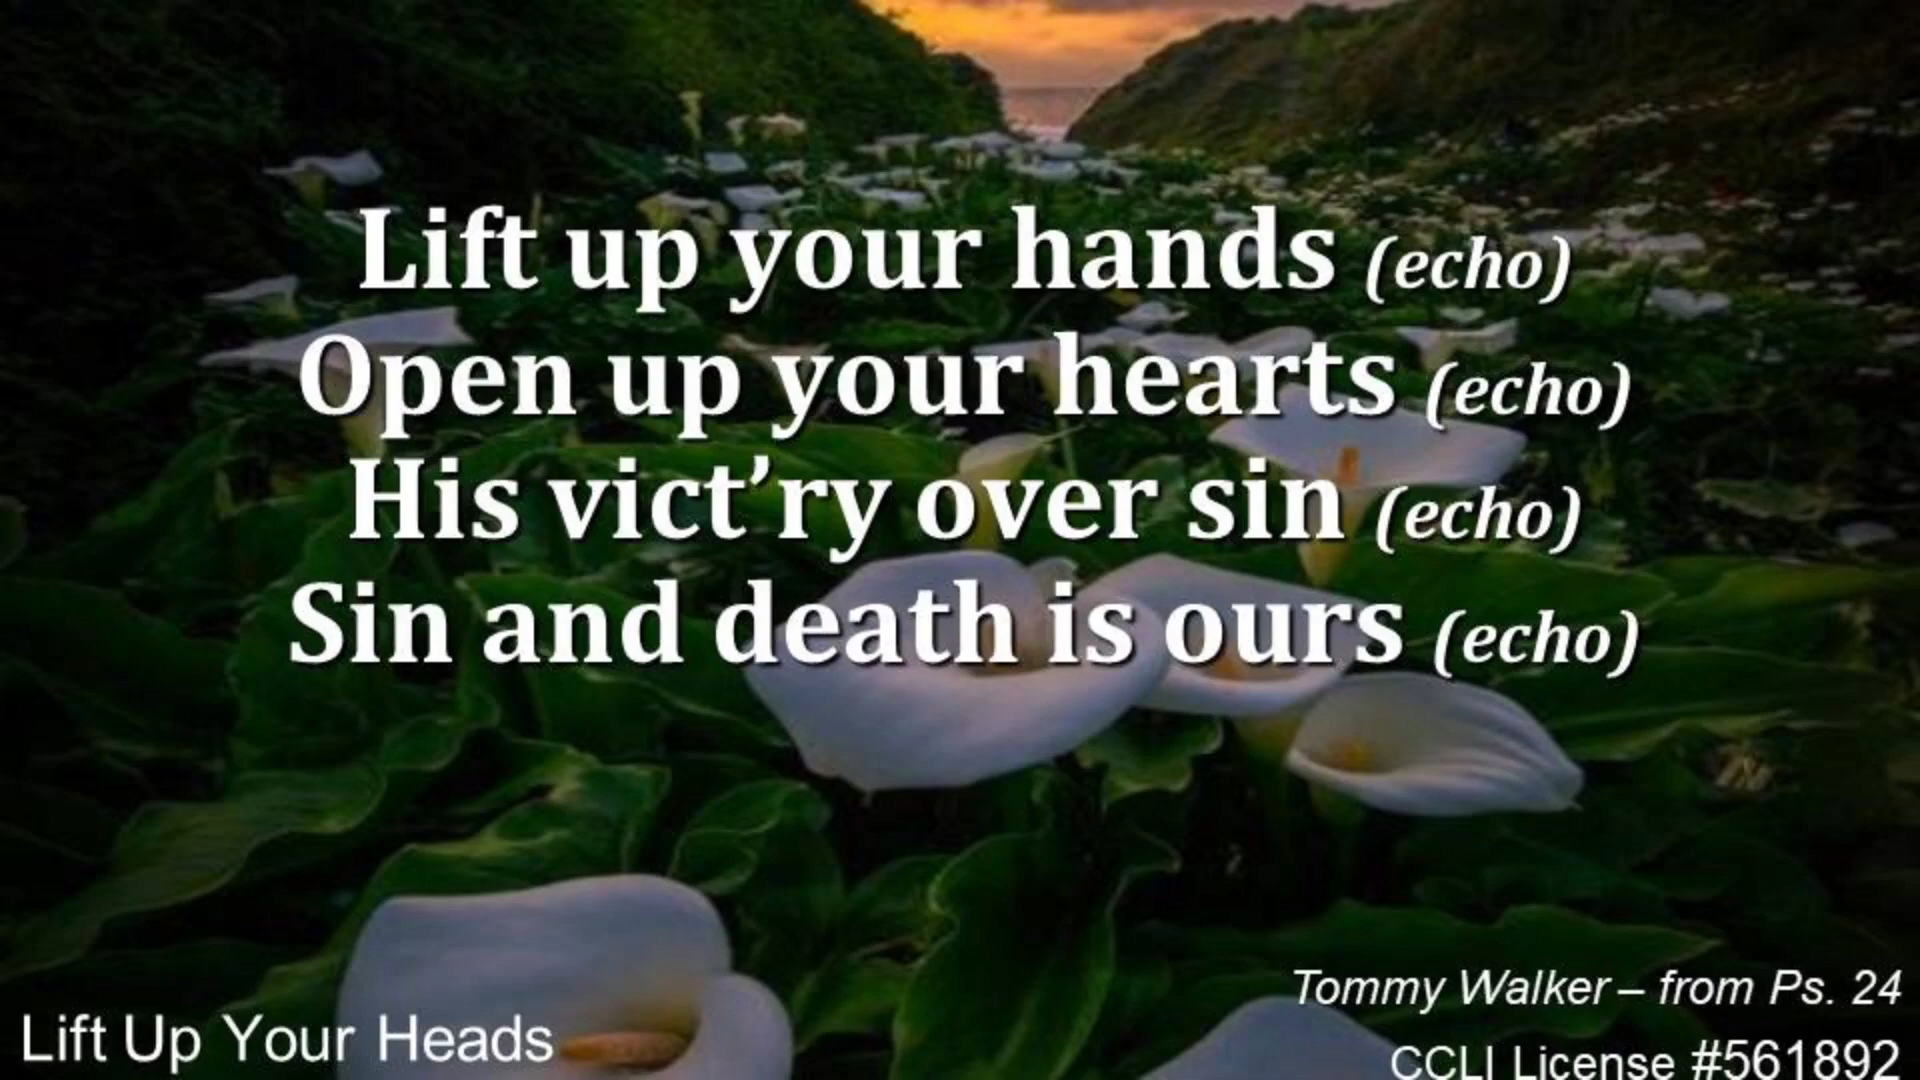 Lift up your hands (echo)
Open up your hearts (echo)
His vict’ry over sin (echo)
Sin and death is ours (echo)
Tommy Walker – from Ps. 24
Lift Up Your Heads
CCLI License #561892